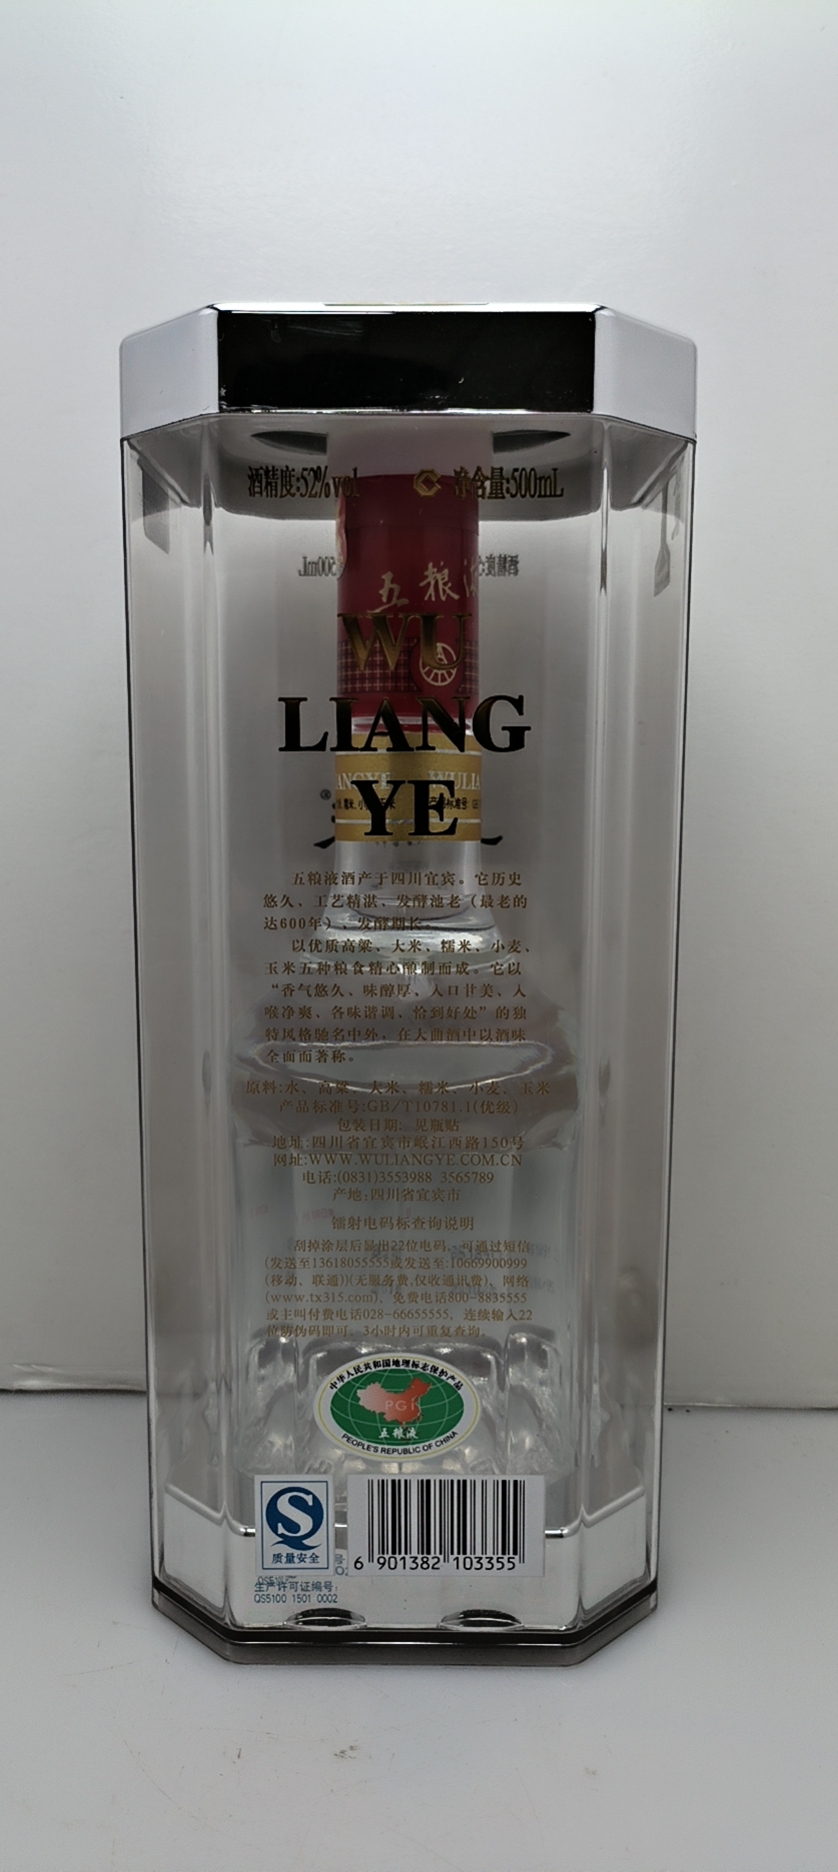 酒精度:52%vol 净含量:500mL
五粮液
WU
LIANG
YE
五粮液酒产于四川宜宾。它历史
悠久、工艺精湛、发酵池老（最老的
达600年）、发酵期长。
以优质高粱、大米、糯米、小麦、
玉米五种粮食精心酿制而成。它以
“香气悠久、味醇厚、入口甘美、入
喉净爽、各味谐调、恰到好处”的独
特风格驰名中外，在大曲酒中以酒味
全面而著称。
原料:水、高粱、大米、糯米、小麦、玉米
产品标准号:GB/T10781.1(优级)
包装日期: 见瓶贴
地址:四川省宜宾市岷江西路150号
网址:WWW.WULIANGYE.COM.CN
电话:(0831)3553988 3565789
产地:四川省宜宾市
镭射电码标查询说明
刮掉涂层后显出22位电码，可通过短信
(发送至13618055555或发送至:10669900999
(移动、联通))(无服务费,仅收通讯费)、网络
(www.tx315.com)、免费电话800-8835555
或主叫付费电话028-66655555，连续输入22
位防伪码即可，3小时内可重复查询。
中华人民共和国地理标志保护产品
PGI
五粮液
PEOPLE'S REPUBLIC OF CHINA
质量安全
6 901382 103355
生产许可证编号:
QS5100 1501 0002